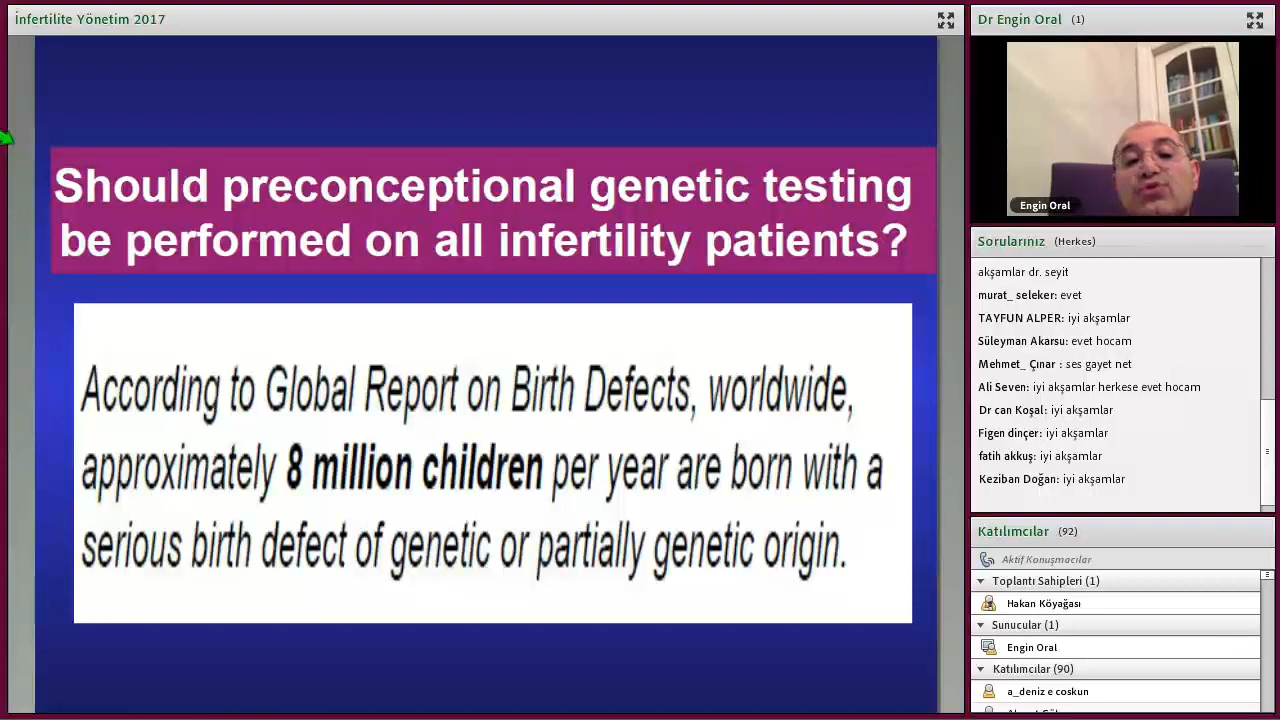 İnfertilite Yönetim 2017
Should preconceptional genetic testing
be performed on all infertility patients?
According to Global Report on Birth Defects, worldwide,
approximately 8 million children per year are born with a
serious birth defect of genetic or partially genetic origin.
Dr Engin Oral (1)
Engin Oral
Sorularınız (Herkes)
akşamlar dr. seyit
murat_ seleker: evet
TAYFUN ALPER: iyi akşamlar
Süleyman Akarsu: evet hocam
Mehmet_ Çınar : ses gayet net
Ali Seven: iyi akşamlar herkese evet hocam
Dr can Koşal: iyi akşamlar
Figen dinçer: iyi akşamlar
fatih akkuş: iyi akşamlar
Keziban Doğan: iyi akşamlar
Katılımcılar (92)
Aktif Konuşmacılar
Toplantı Sahipleri (1)
Hakan Köyağası
Sunucular (1)
Engin Oral
Katılımcılar (90)
a_deniz e coskun